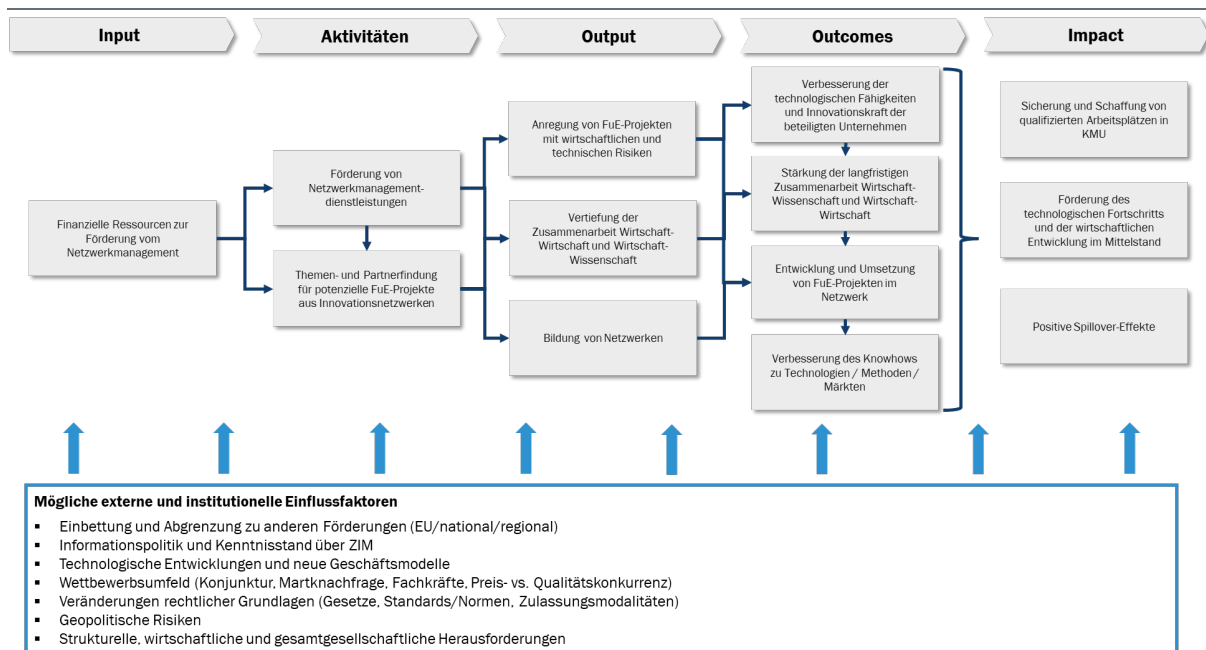 Input
Aktivitäten
Output
Outcomes
Impact
Finanzielle Ressourcen zur
Förderung vom
Netzwerkmanagement
Förderung von
Netzwerkmanagement-
dienstleistungen
Themen- und Partnerfindung
für potenzielle FuE-Projekte
aus Innovationsnetzwerken
Anregung von FuE-Projekten
mit wirtschaftlichen und
technischen Risiken
Vertiefung der
Zusammenarbeit Wirtschaft-
Wirtschaft und Wirtschaft-
Wissenschaft
Bildung von Netzwerken
Verbesserung der
technologischen Fähigkeiten
und Innovationskraft der
beteiligten Unternehmen
Stärkung der langfristigen
Zusammenarbeit Wirtschaft-
Wissenschaft und Wirtschaft-
Wirtschaft
Entwicklung und Umsetzung
von FuE-Projekten im
Netzwerk
Verbesserung des Knowhows
zu Technologien / Methoden /
Märkten
Sicherung und Schaffung von
qualifizierten Arbeitsplätzen in
KMU
Förderung des
technologischen Fortschritts
und der wirtschaftlichen
Entwicklung im Mittelstand
Positive Spillover-Effekte
Mögliche externe und institutionelle Einflussfaktoren
▪ Einbettung und Abgrenzung zu anderen Förderungen (EU/national/regional)
▪ Informationspolitik und Kenntnisstand über ZIM
▪ Technologische Entwicklungen und neue Geschäftsmodelle
▪ Wettbewerbsumfeld (Konjunktur, Martknachfrage, Fachkräfte, Preis- vs. Qualitätskonkurrenz)
▪ Veränderungen rechtlicher Grundlagen (Gesetze, Standards/Normen, Zulassungsmodalitäten)
▪ Geopolitische Risiken
▪ Strukturelle, wirtschaftliche und gesamtgesellschaftliche Herausforderungen